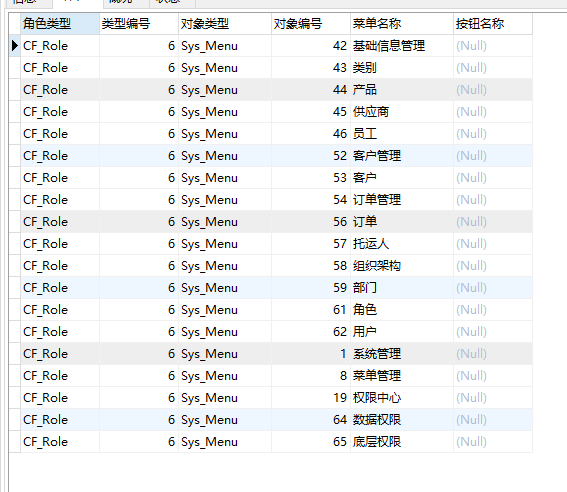 角色类型 类型编号 对象类型 对象编号 菜单名称 按钮名称
CF_Role 6 Sys_Menu 42 基础信息管理 (Null)
CF_Role 6 Sys_Menu 43 类别 (Null)
CF_Role 6 Sys_Menu 44 产品 (Null)
CF_Role 6 Sys_Menu 45 供应商 (Null)
CF_Role 6 Sys_Menu 46 员工 (Null)
CF_Role 6 Sys_Menu 52 客户管理 (Null)
CF_Role 6 Sys_Menu 53 客户 (Null)
CF_Role 6 Sys_Menu 54 订单管理 (Null)
CF_Role 6 Sys_Menu 56 订单 (Null)
CF_Role 6 Sys_Menu 57 托运人 (Null)
CF_Role 6 Sys_Menu 58 组织架构 (Null)
CF_Role 6 Sys_Menu 59 部门 (Null)
CF_Role 6 Sys_Menu 61 角色 (Null)
CF_Role 6 Sys_Menu 62 用户 (Null)
CF_Role 6 Sys_Menu 1 系统管理 (Null)
CF_Role 6 Sys_Menu 8 菜单管理 (Null)
CF_Role 6 Sys_Menu 19 权限中心 (Null)
CF_Role 6 Sys_Menu 64 数据权限 (Null)
CF_Role 6 Sys_Menu 65 底层权限 (Null)